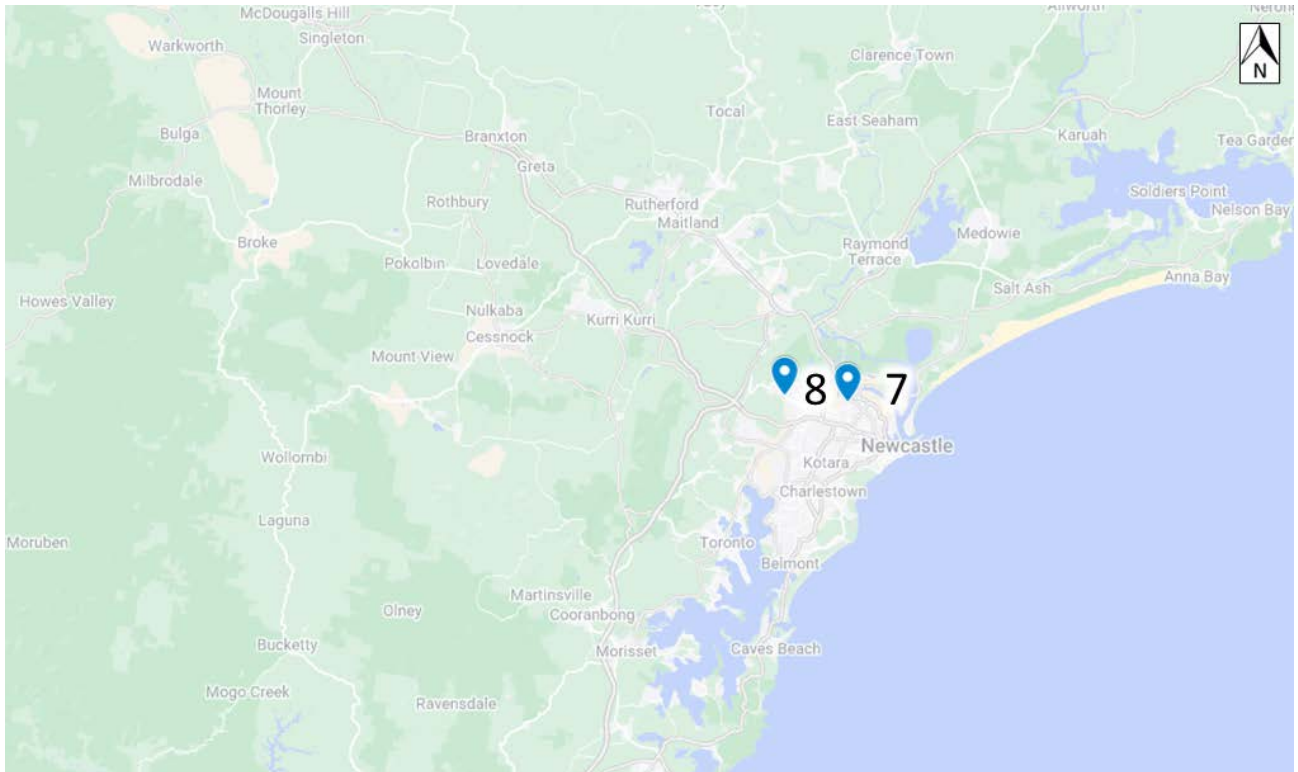 McDougalls Hill
Singleton
Warkworth
Clarence Town
Mount
Thorley
Tocal
East Seaham
Bulga
Branxton
Karuah
Tea Garden
Greta
Milbrodale
Soldiers Point
Rothbury
Rutherford
Nelson Bay
Maitland
Medowie
Broke
Raymond
Terrace
Pokolbin
Lovedale
Anna Bay
Salt Ash
Howes Valley
Nulkaba
Kurri Kurri
Cessnock
Mount View
8
7
Newcastle
Kotara
Wollombi
Charlestown
Laguna
Moruben
Toronto
Belmont
Martinsville
Olney
Cooranbong
Bucketty
Morisset
Caves Beach
Mogo Creek
Ravensdale
N